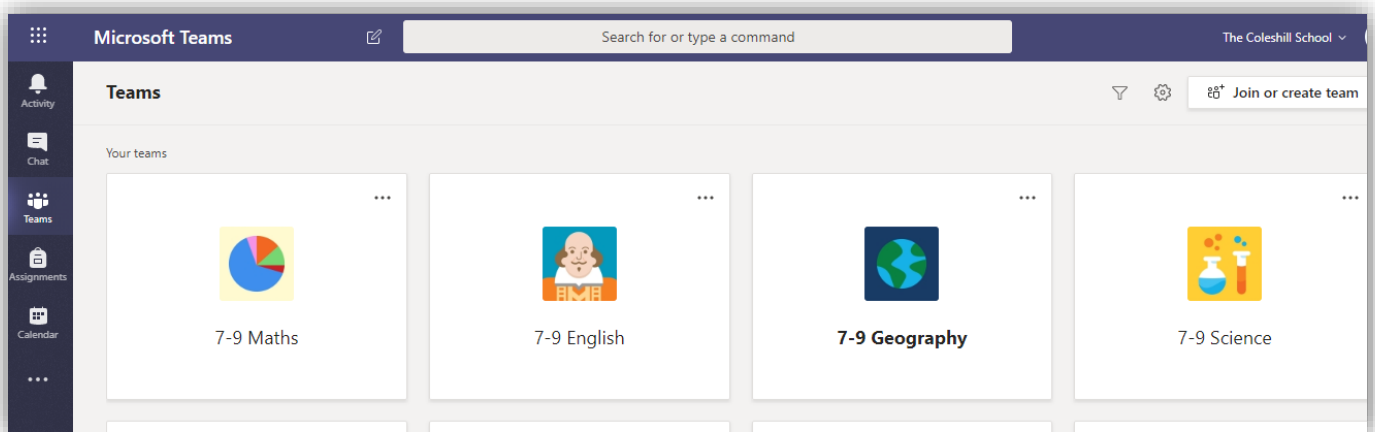 Microsoft Teams
Search for or type a command
The Coleshill School
Activity
Chat
Teams
Assignments
Calendar
Teams
Join or create team
Your teams
7-9 Maths
7-9 English
7-9 Geography
7-9 Science